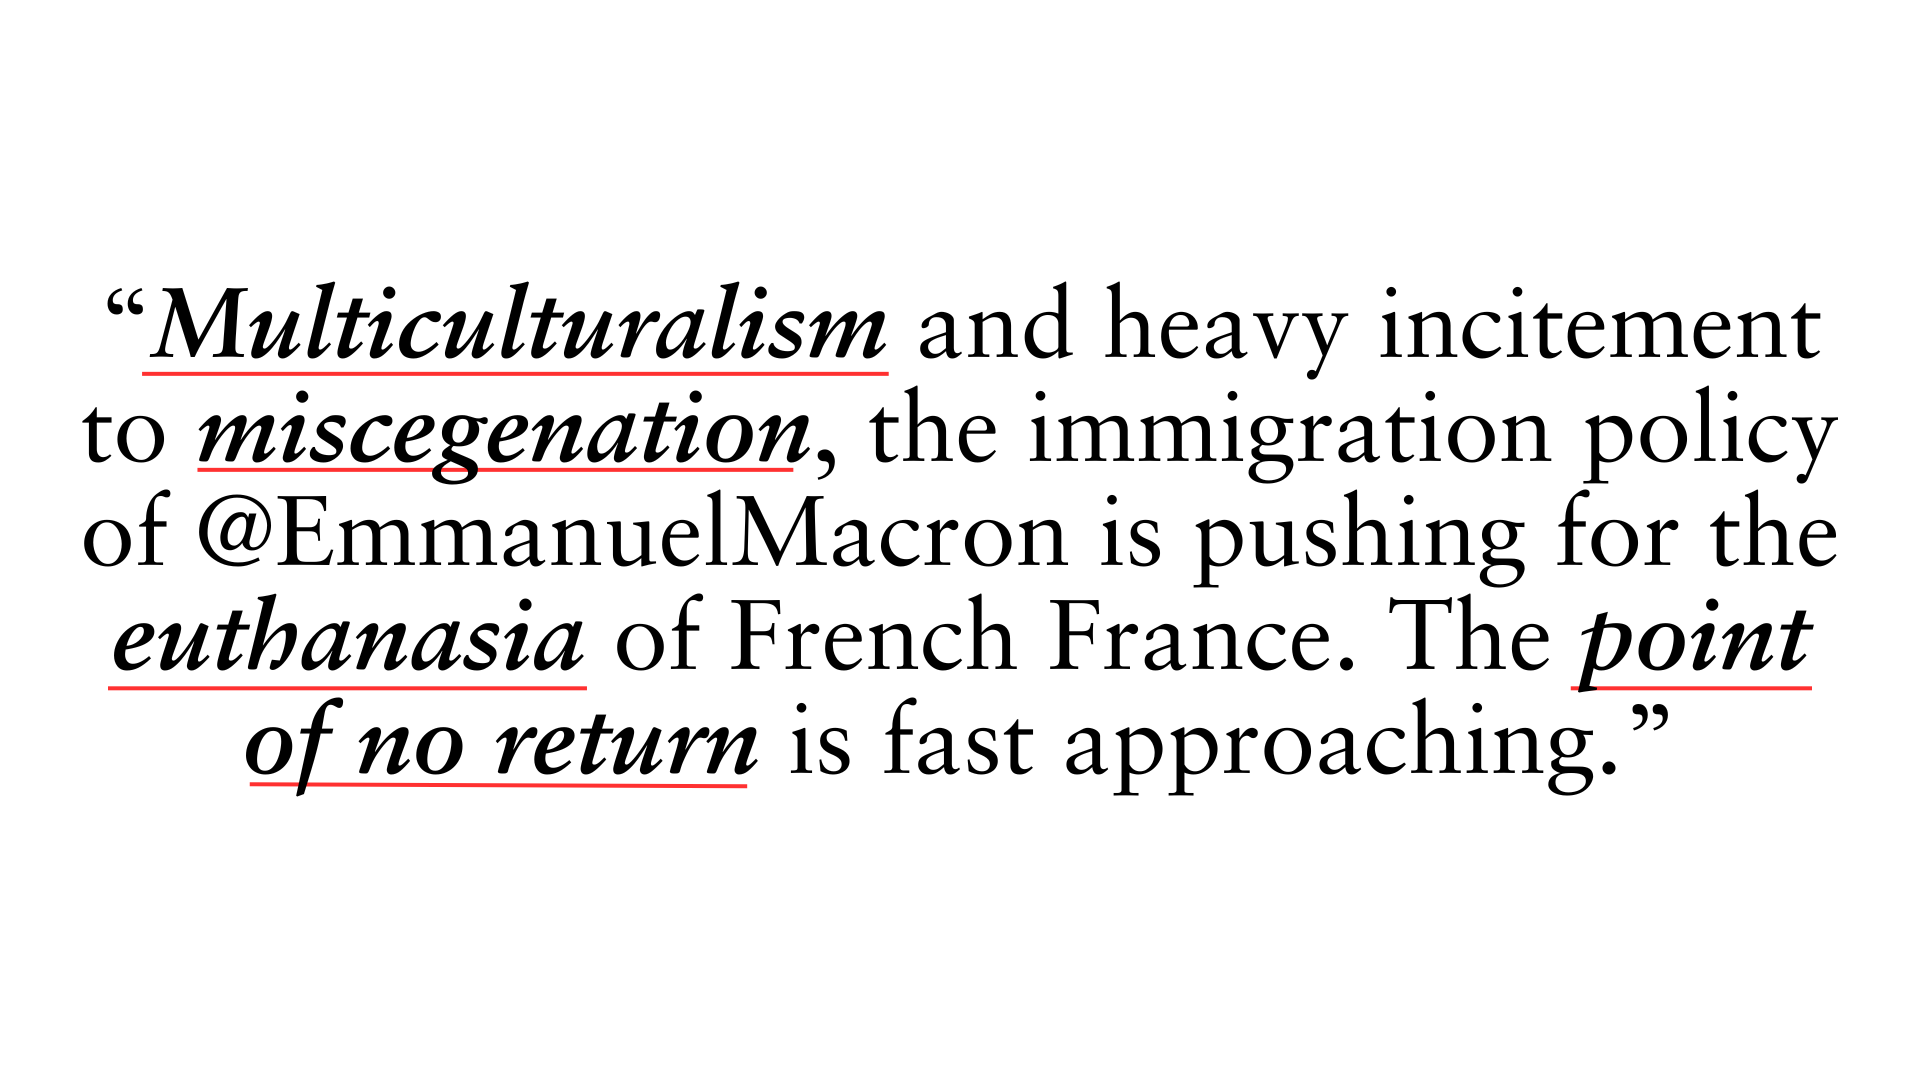 “Multiculturalism and heavy incitement
to miscegenation, the immigration policy
of @EmmanuelMacron is pushing for the
euthanasia of French France. The point
of no return is fast approaching.”